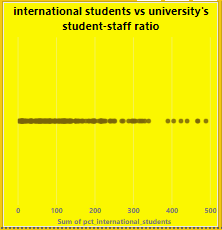 international students vs university's
student-staff ratio
0 100 200 300 400 500
Sum of pct_international_students